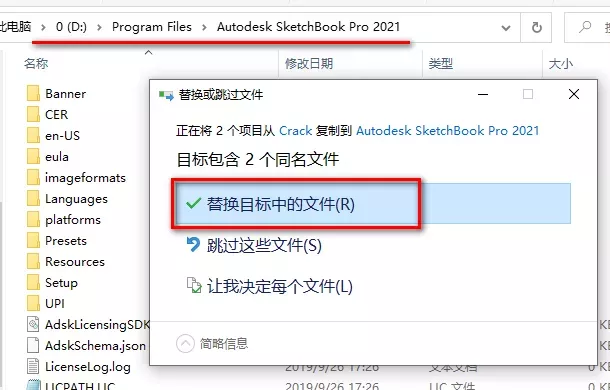 此电脑 > 0 (D:) > Program Files > Autodesk SketchBook Pro 2021
名称 修改日期 类型
Banner
CER
en-US
eula
imageformats
Languages
platforms
Presets
Resources
Setup
UPI
AdskLicensingSDK
AdskSchema.json
LicenseLog.log 2019/9/26 17:26 文本文档
UCPATH.UC 2019/9/26 17:26 UC 文件
替换或跳过文件
正在将 2 个项目从 Crack 复制到 Autodesk SketchBook Pro 2021
目标包含 2 个同名文件
替换目标中的文件(R)
跳过这些文件(S)
让我决定每个文件(L)
简略信息